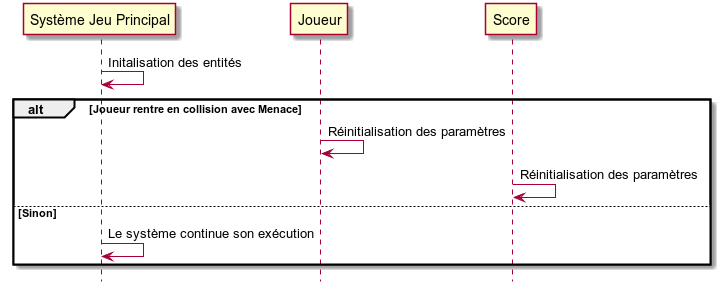 Système Jeu Principal
Joueur
Score
Initalisation des entités
alt
[Joueur rentre en collision avec Menace]
Réinitialisation des paramètres
Réinitialisation des paramètres
[Sinon]
Le système continue son exécution